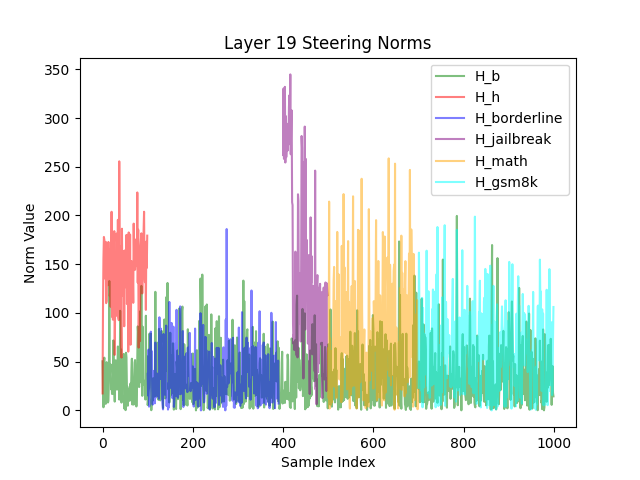 Layer 19 Steering Norms
Norm Value
350
300
250
200
150
100
50
0
0
200
400
600
800
1000
Sample Index
H_b
H_h
H_borderline
H_jailbreak
H_math
H_gsm8k